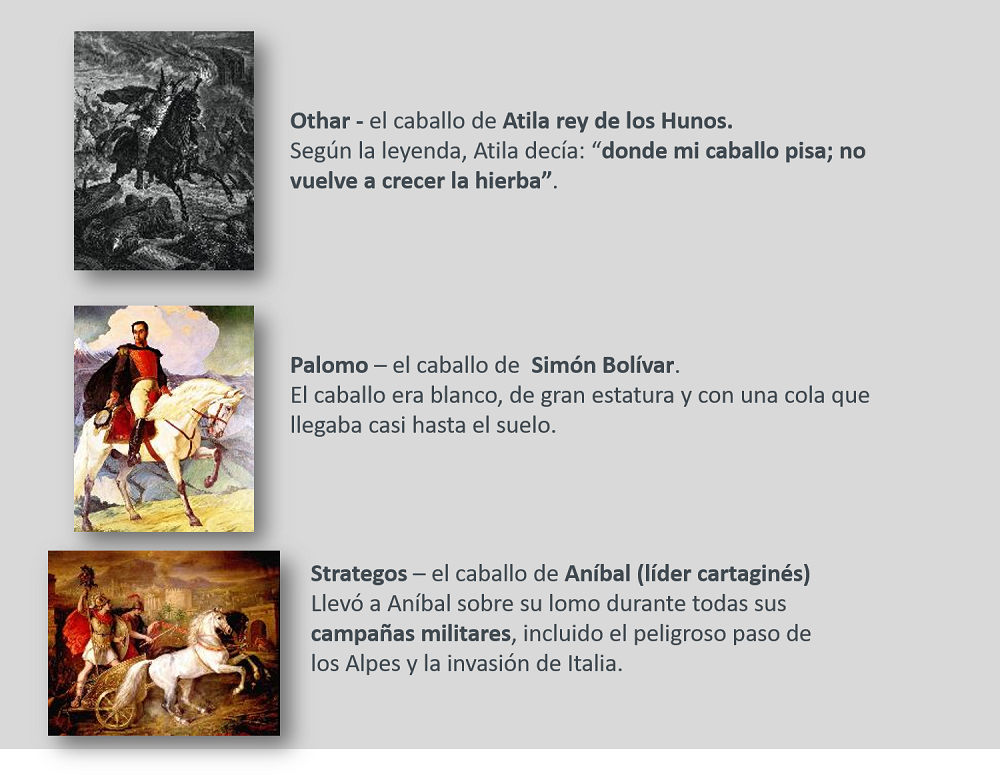 Othar - el caballo de Atila rey de los Hunos.
Según la leyenda, Atila decía: “donde mi caballo pisa; no
vuelve a crecer la hierba”.
Palomo – el caballo de  Simón Bolívar.
El caballo era blanco, de gran estatura y con una cola que
llegaba casi hasta el suelo.
Strategos – el caballo de Aníbal (líder cartaginés)
Llevó a Aníbal sobre su lomo durante todas sus
campañas militares, incluido el peligroso paso de
los Alpes y la invasión de Italia.